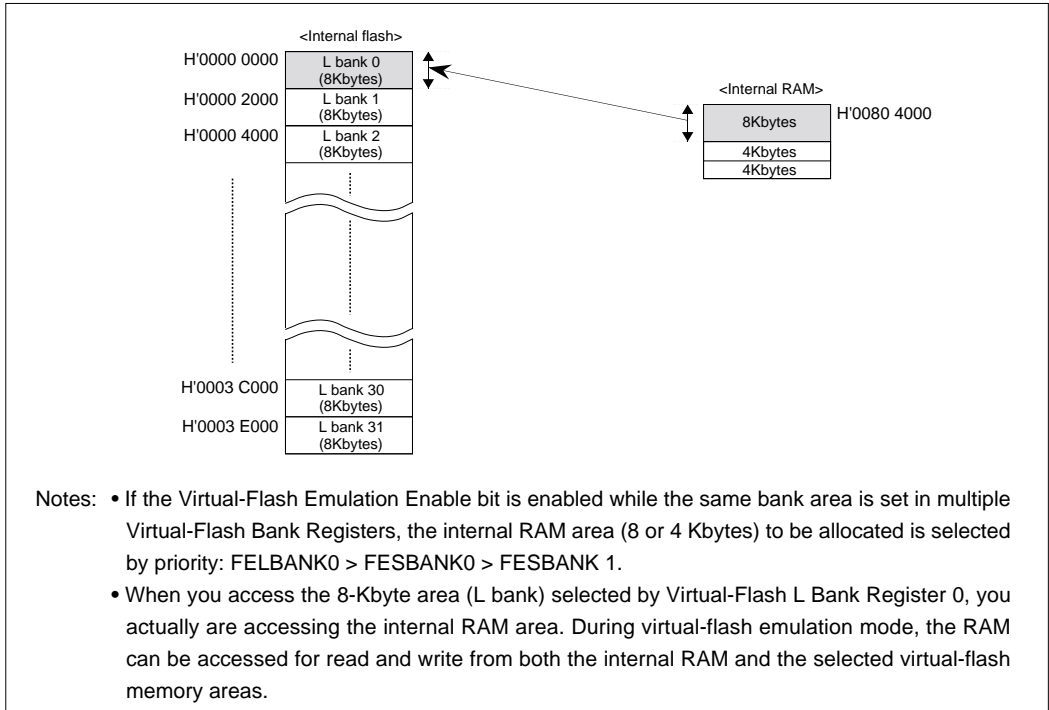 <Internal flash>
H'0000 0000
L bank 0
(8Kbytes)
H'0000 2000
L bank 1
(8Kbytes)
H'0000 4000
L bank 2
(8Kbytes)
H'0003 C000
L bank 30
(8Kbytes)
H'0003 E000
L bank 31
(8Kbytes)
<Internal RAM>
8Kbytes
H'0080 4000
4Kbytes
4Kbytes
Notes: • If the Virtual-Flash Emulation Enable bit is enabled while the same bank area is set in multiple
Virtual-Flash Bank Registers, the internal RAM area (8 or 4 Kbytes) to be allocated is selected
by priority: FELBANK0 > FESBANK0 > FESBANK 1.
• When you access the 8-Kbyte area (L bank) selected by Virtual-Flash L Bank Register 0, you
actually are accessing the internal RAM area. During virtual-flash emulation mode, the RAM
can be accessed for read and write from both the internal RAM and the selected virtual-flash
memory areas.